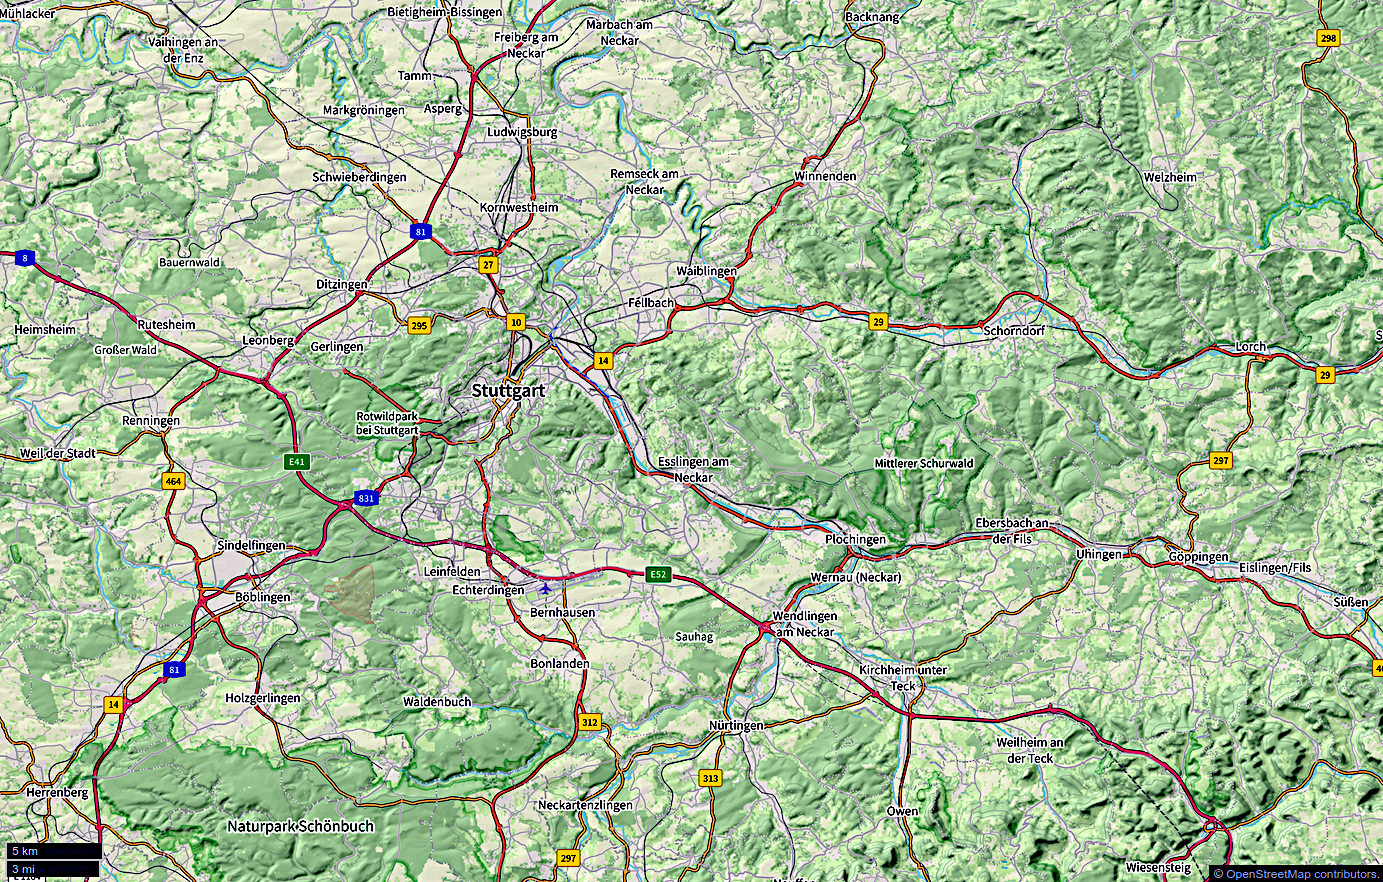 Mühlacker
Bietigheim-Bissingen
Backnang
Marbach am
Neckar
Vaihingen an
der Enz
Freiberg am
Neckar
298
Tamm
Markgröningen
Asperg
Ludwigsburg
Schwieberdingen
Remseck am
Neckar
Winnenden
Welzheim
Kornwestheim
81
8
Bauernwald
27
Waiblingen
Ditzingen
Fellbach
Heimsheim
Rutesheim
295
10
29
Schorndorf
Großer Wald
Leonberg
Gerlingen
14
Lorch
29
Stuttgart
Renningen
Rotwildpark
bei Stuttgart
Weil der Stadt
E41
Esslingen am
Neckar
Mittlerer Schurwald
297
464
831
Sindelfingen
Plochingen
Ebersbach an
der Fils
Uhingen
Göppingen
Eislingen/Fils
Leinfelden
Echterdingen
E52
Wernau (Neckar)
Böblingen
Bernhausen
Süßen
Wendlingen
am Neckar
Sauhag
81
Bonlanden
Kirchheim unter
Teck
Holzgerlingen
Waldenbuch
14
312
Nürtingen
Weilheim an
der Teck
313
Herrenberg
Neckartenzlingen
Owen
Naturpark Schönbuch
5 km
297
3 mi
Wiesensteig
© OpenStreetMap contributors.